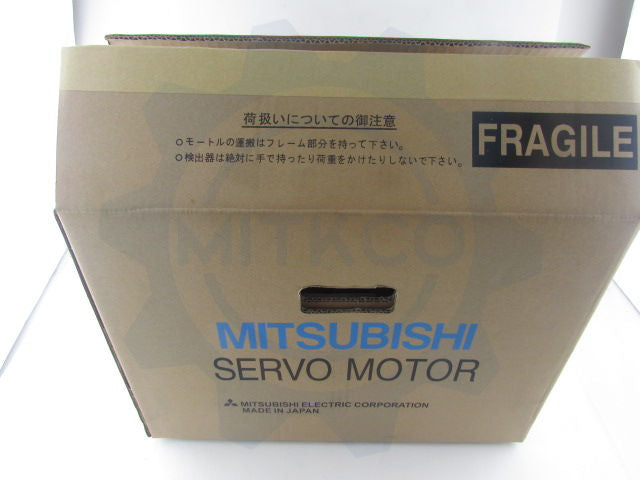 荷扱いについての御注意
○モートルの運搬はフレーム部分を持って下さい。
○検出器は絶対に手で持ったり荷重をかけたりしないで下さい。
FRAGILE
MITKCO
MITSUBISHI
SERVO MOTOR
MITSUBISHI ELECTRIC CORPORATION
MADE IN JAPAN